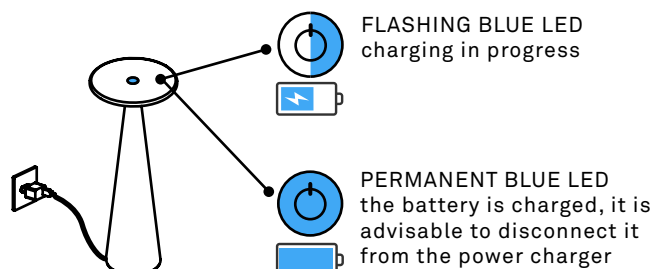 FLASHING BLUE LED
charging in progress
PERMANENT BLUE LED
the battery is charged, it is
advisable to disconnect it
from the power charger